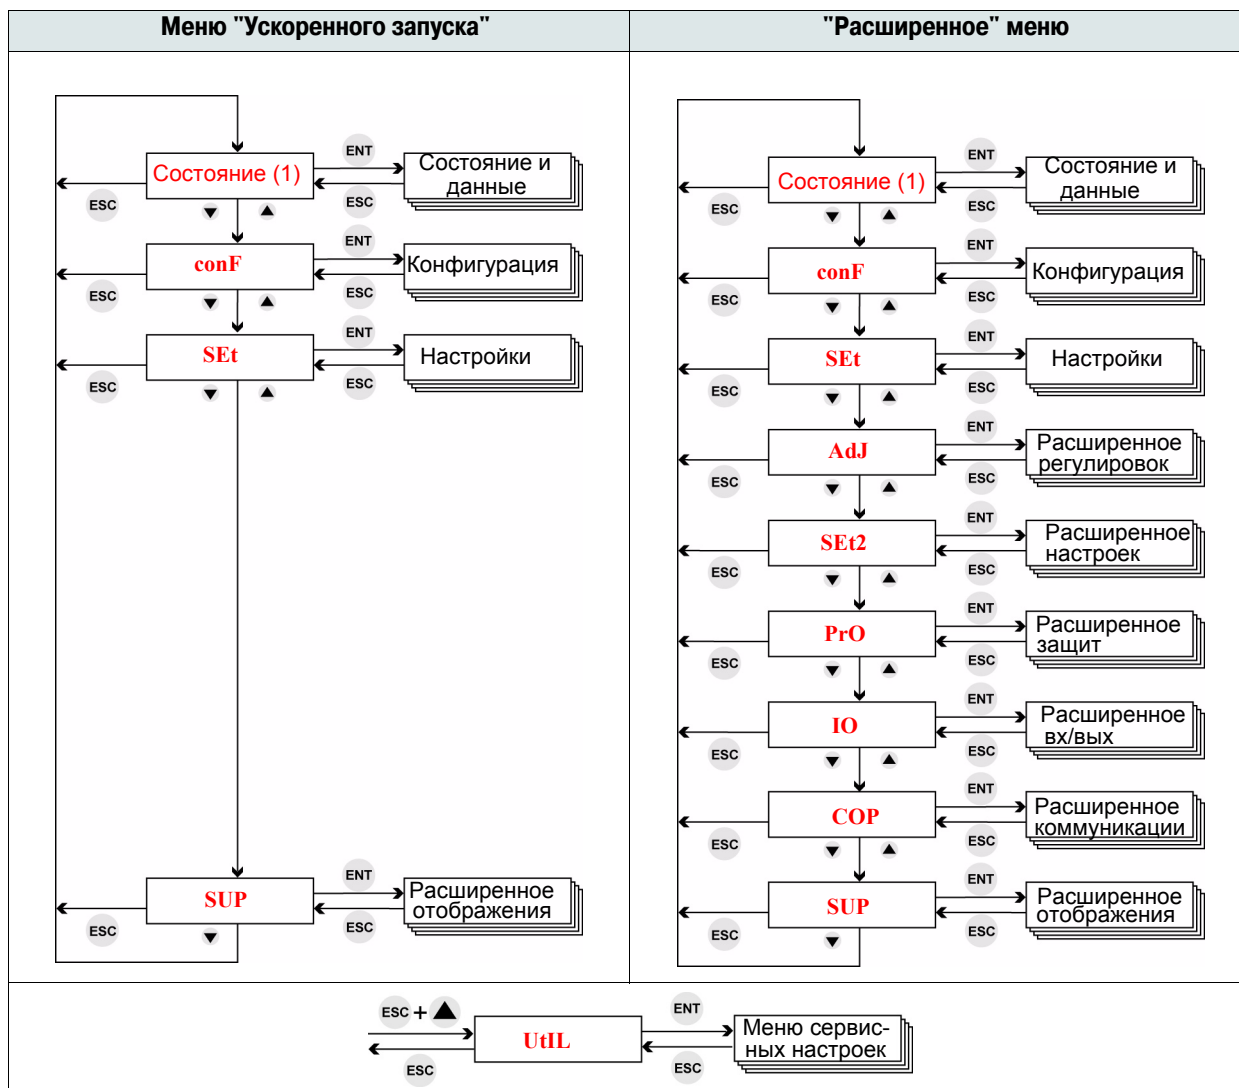 Меню "Ускоренного запуска"
"Расширенное" меню
ENT
Состояние (1)
Состояние и
данные
ESC
ESC
ENT
conF
Конфигурация
ESC
ESC
ENT
SEt
Настройки
ESC
ESC
ENT
SUP
Расширенное
отображения
ESC
ESC
ENT
Состояние (1)
Состояние и
данные
ESC
ESC
ENT
conF
Конфигурация
ESC
ESC
ENT
SEt
Настройки
ESC
ESC
ENT
AdJ
Расширенное
регулировок
ESC
ESC
ENT
SEt2
Расширенное
настроек
ESC
ESC
ENT
PrO
Расширенное
защит
ESC
ESC
ENT
IO
Расширенное
вх/вых
ESC
ESC
ENT
COP
Расширенное
коммуникации
ESC
ESC
ENT
SUP
Расширенное
отображения
ESC
ESC
ESC + ▲
ENT
UtIL
Меню сервис-
ных настроек
ESC
ESC